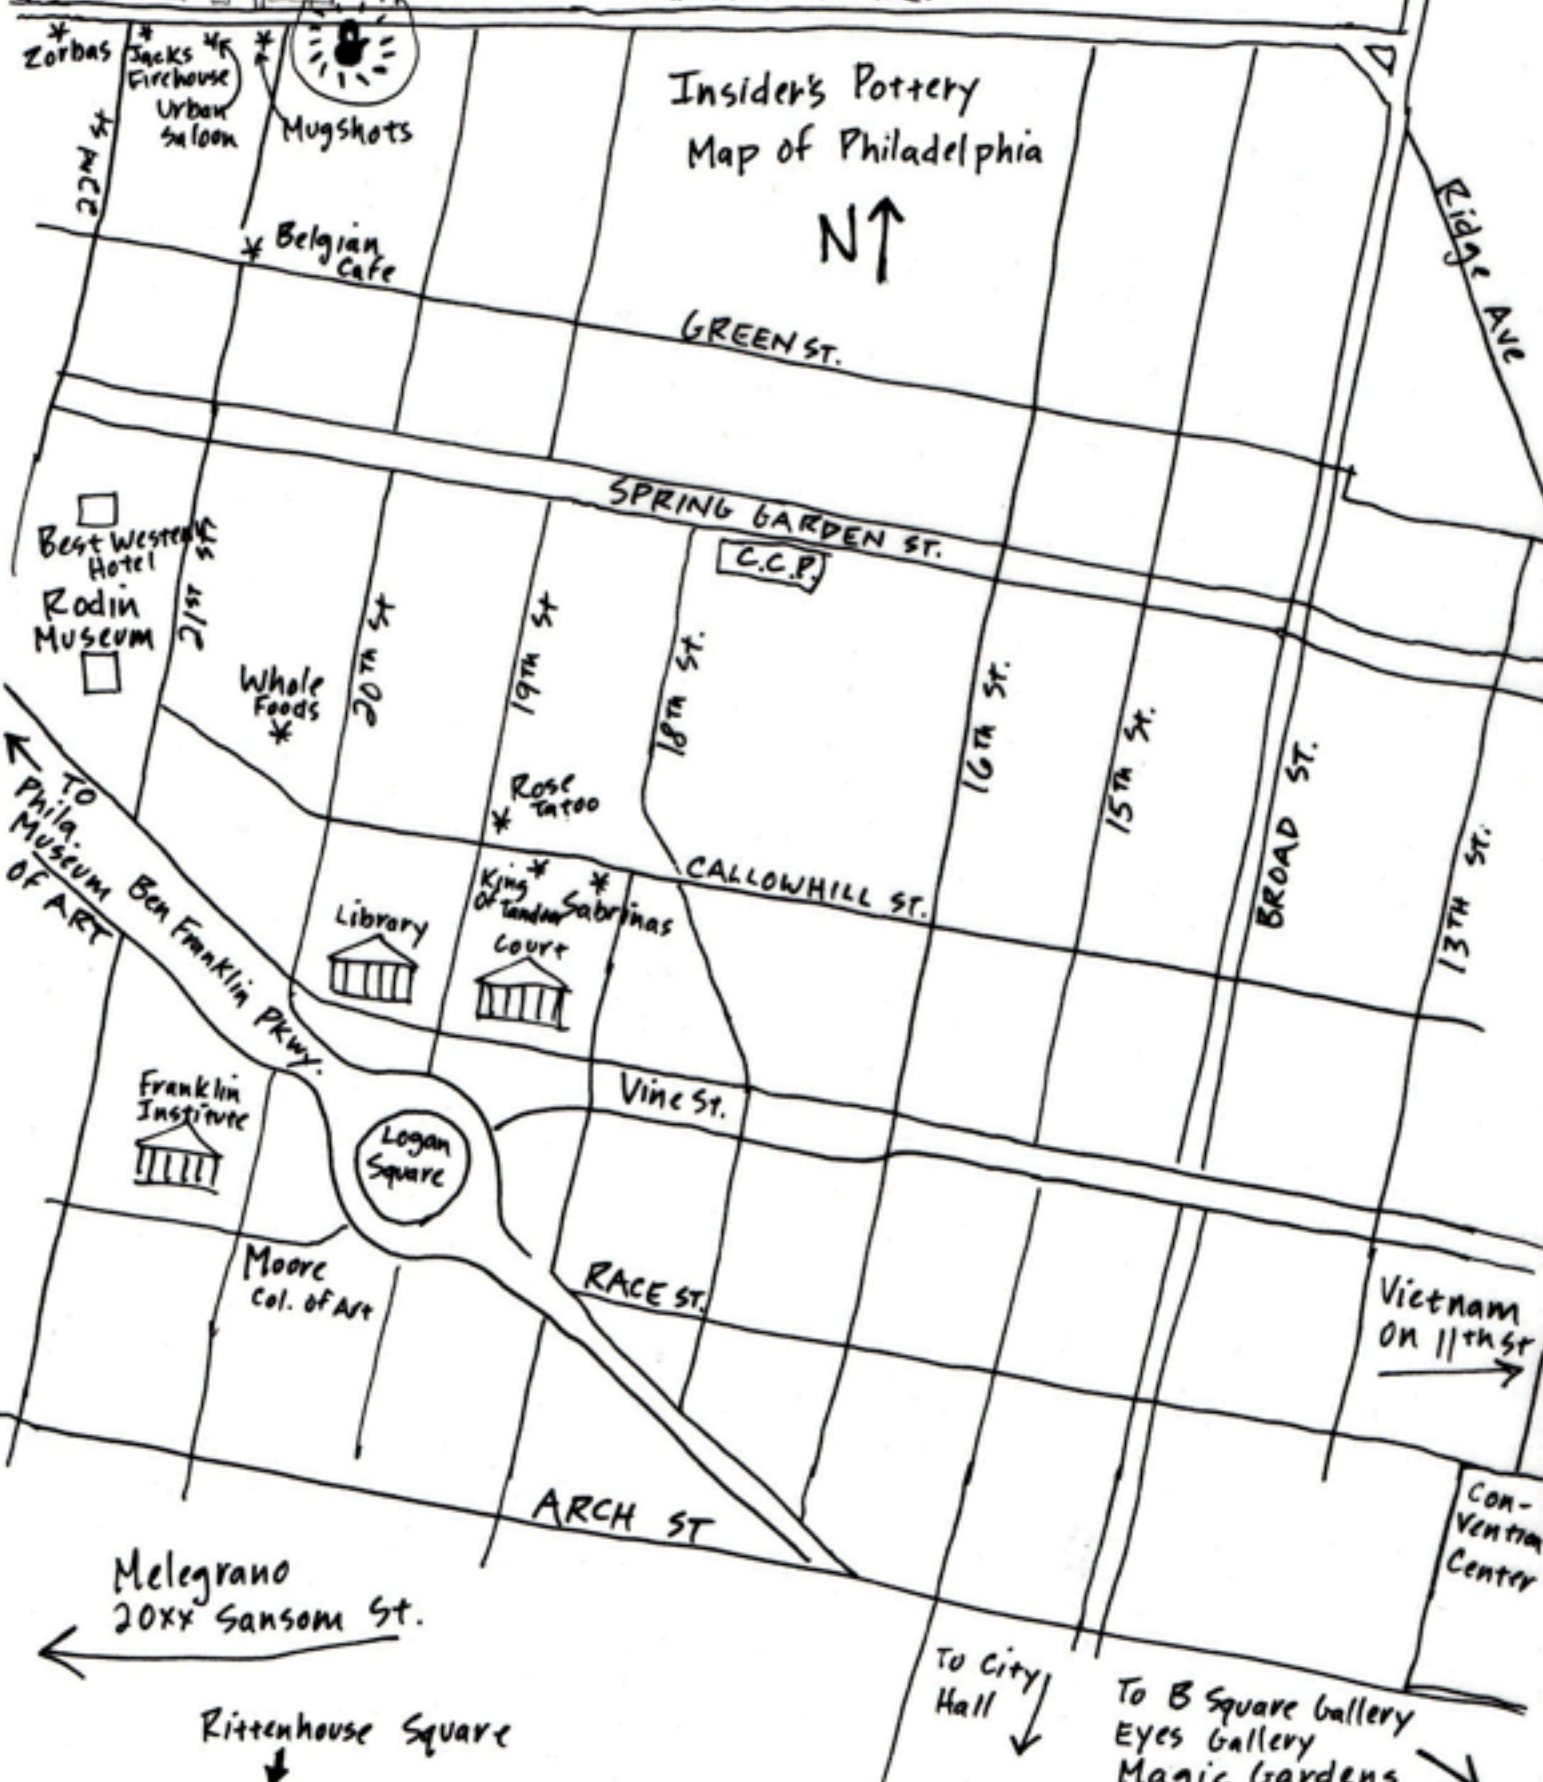 Zorbas
Jacks
Firehouse
Urban
Saloon
Mugshots
Insider's Pottery
Map of Philadelphia
N
22nd St
Ridge Ave
Belgian
Cafe
GREEN ST.
SPRING GARDEN ST.
C.C.P.
Best Western
Hotel
Rodin
Museum
21ST ST
Whole
Foods
20TH St
19TH St
18TH St.
16TH St.
15TH St.
BROAD ST.
13TH St.
Rose
Tatoo
TO
Phila.
Museum
OF ART
Ben Franklin PKwy.
CALLOWHILL ST.
King
Of Tandoor
Sabrinas
Library
Court
Franklin
Institute
Logan
Square
Vine St.
Moore
Col. of Art
RACE ST.
Vietnam
On 11th St
ARCH ST
Con-
vention
Center
Melegrano
20xx Sansom St.
To City
Hall
To B Square Gallery
Eyes Gallery
Magic Gardens
Rittenhouse Square